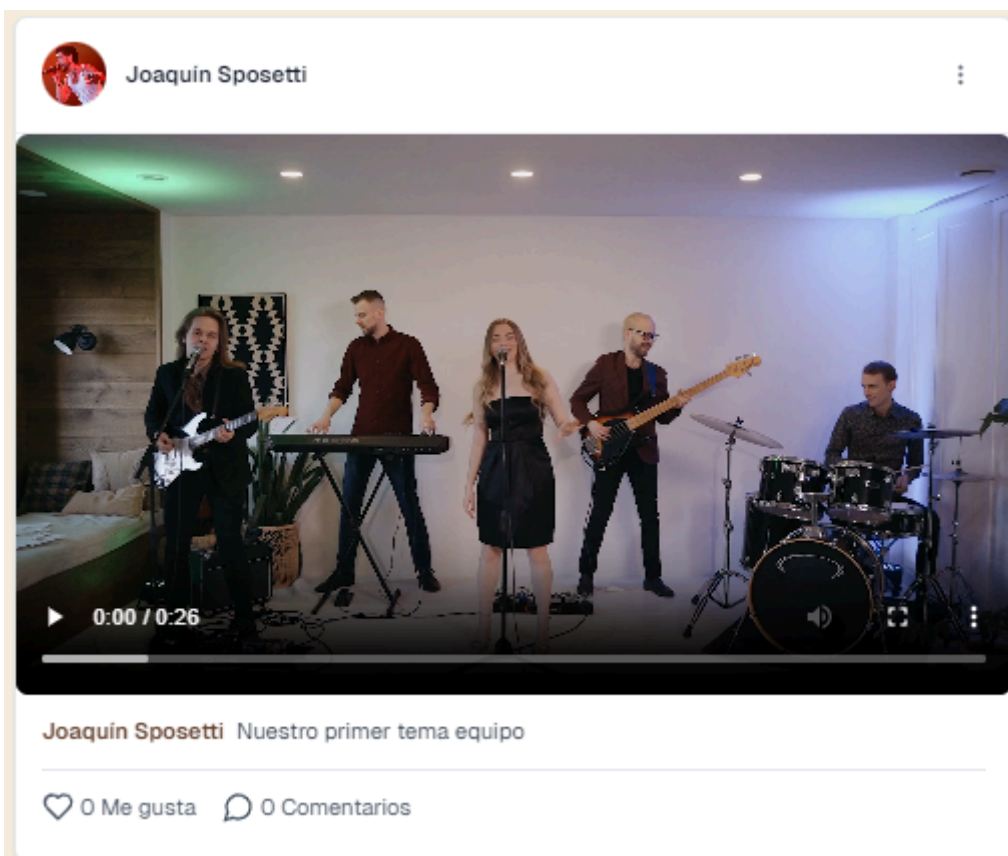 Joaquín Sposetti
0:00 / 0:26
Joaquín Sposetti Nuestro primer tema equipo
0 Me gusta 0 Comentarios